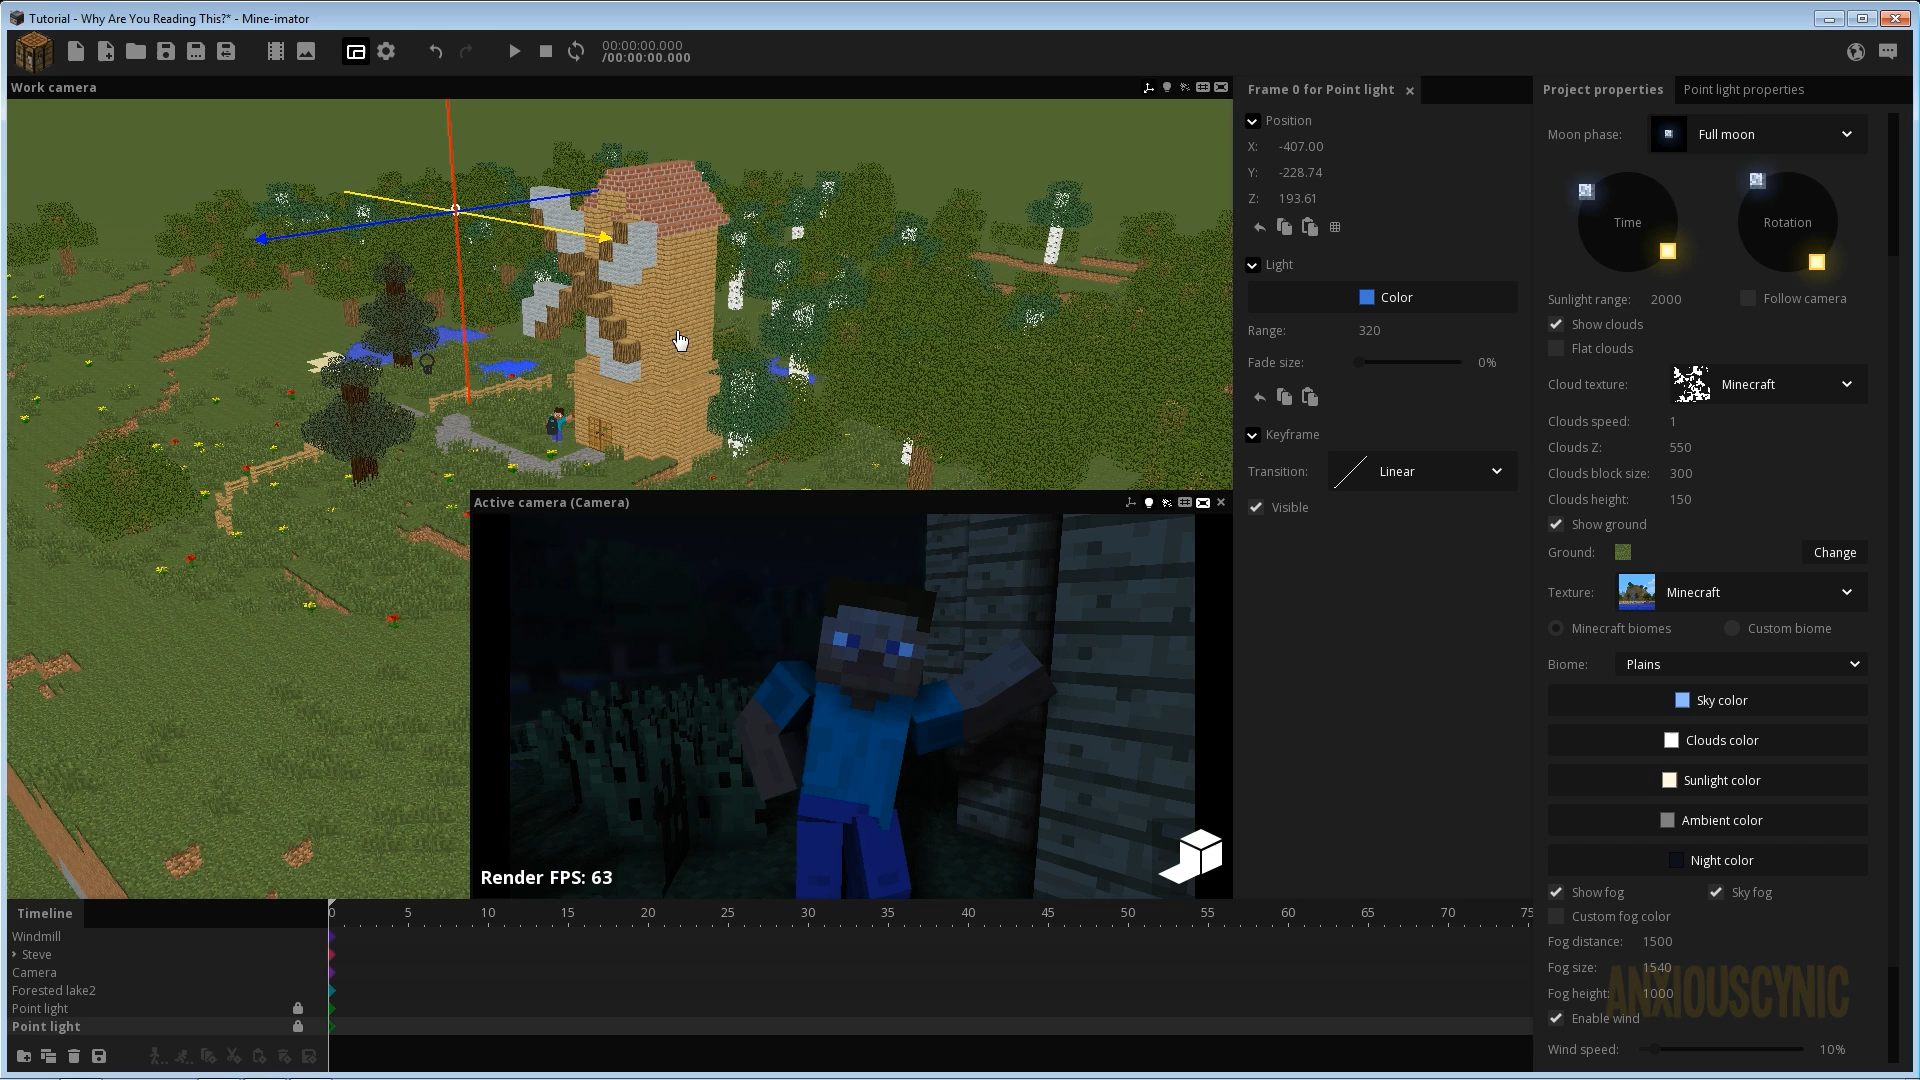 Tutorial - Why Are You Reading This?* - Mine-imator
00:00:00.000
/00:00:00.000
Work camera
Frame 0 for Point light
Position
X: -407.00
Y: -228.74
Z: 193.61
Light
Color
Range: 320
Fade size: 0%
Keyframe
Transition: Linear
Visible
Project properties Point light properties
Moon phase: Full moon
Time Rotation
Sunlight range: 2000 Follow camera
Show clouds
Flat clouds
Cloud texture: Minecraft
Clouds speed: 1
Clouds Z: 550
Clouds block size: 300
Clouds height: 150
Show ground
Ground: Change
Texture: Minecraft
Minecraft biomes Custom biome
Biome: Plains
Sky color
Clouds color
Sunlight color
Ambient color
Night color
Show fog Sky fog
Custom fog color
Fog distance: 1500
Fog size: 1540
Fog height: 1000
Enable wind
Wind speed: 10%
ANXIOUSCYNIC
Active camera (Camera)
Render FPS: 63
Timeline
0 5 10 15 20 25 30 35 40 45 50 55 60 65 70 75
Windmill
Steve
Camera
Forested lake2
Point light
Point light